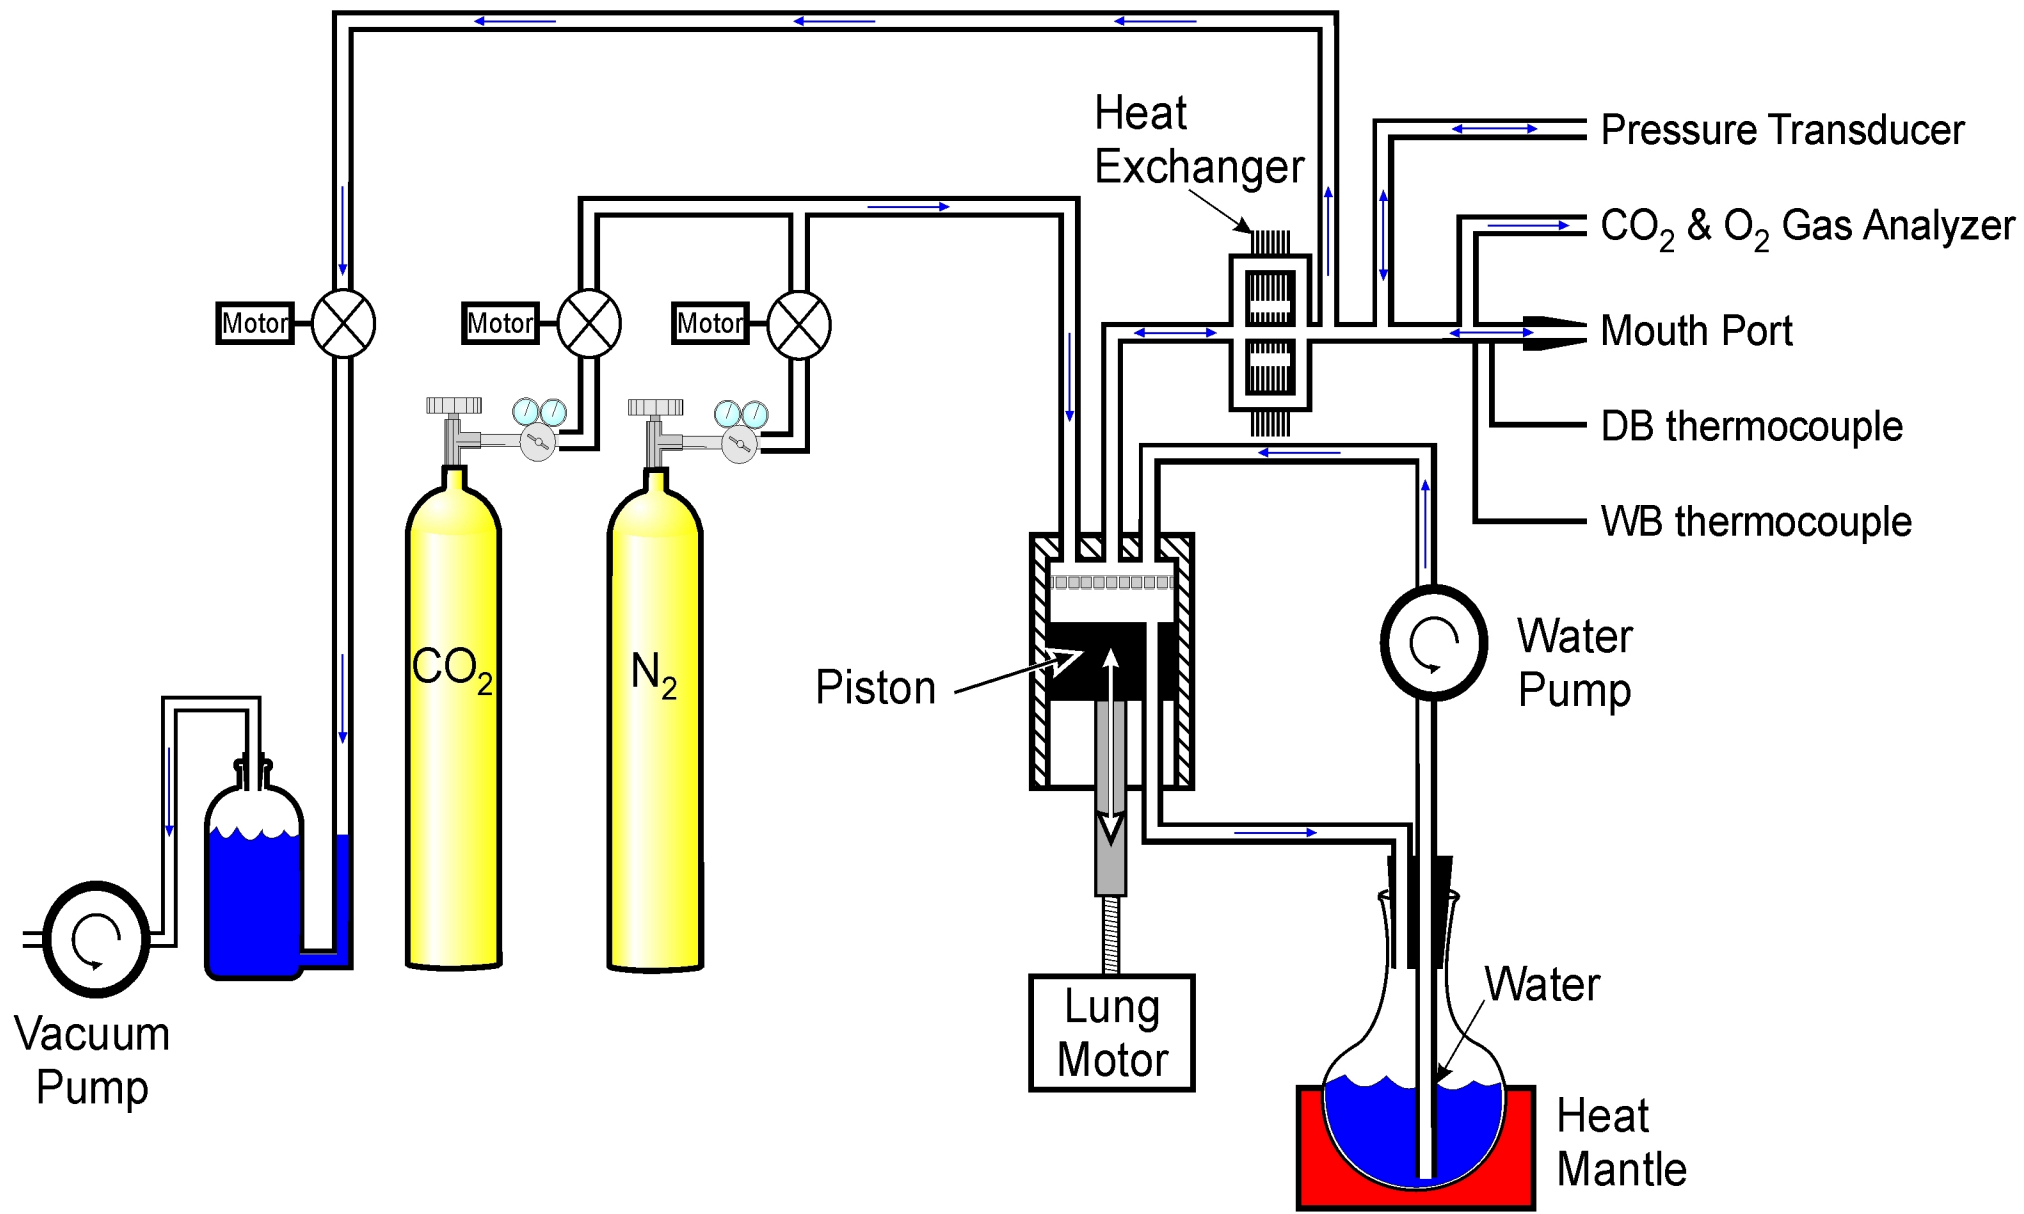 Heat
Exchanger
Pressure Transducer
CO₂ & O₂ Gas Analyzer
Motor
Motor
Motor
Mouth Port
DB thermocouple
WB thermocouple
CO₂
N₂
Piston
Water
Pump
Lung
Motor
Water
Vacuum
Pump
Heat
Mantle